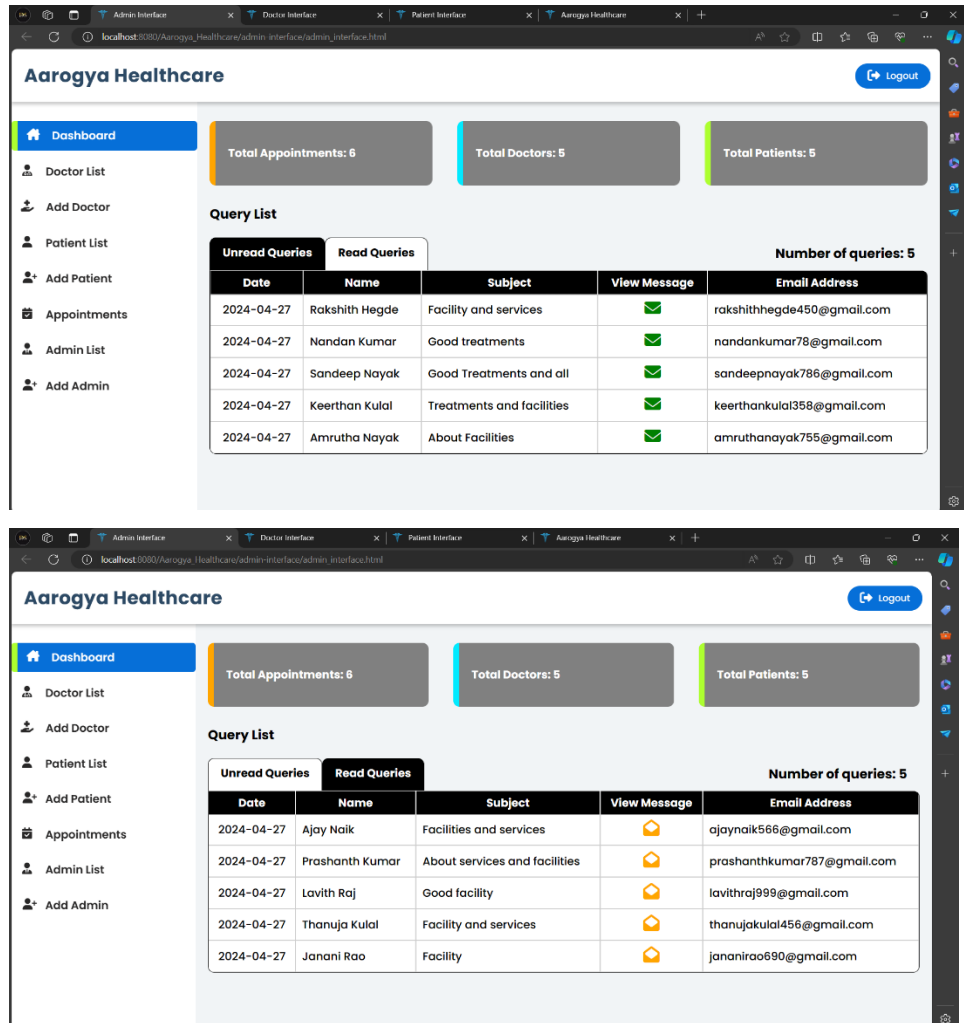 Admin Interface Doctor Interface Patient Interface Aarogya Healthcare
localhost:8080/Aarogya_Healthcare/admin-interface/admin_interface.html
Aarogya Healthcare Logout
Dashboard
Doctor List
Add Doctor
Patient List
Add Patient
Appointments
Admin List
Add Admin
Total Appointments: 6 Total Doctors: 5 Total Patients: 5
Query List
Unread Queries Read Queries Number of queries: 5
Date Name Subject View Message Email Address
2024-04-27 Rakshith Hegde Facility and services rakshithhegde450@gmail.com
2024-04-27 Nandan Kumar Good treatments nandankumar78@gmail.com
2024-04-27 Sandeep Nayak Good Treatments and all sandeepnayak786@gmail.com
2024-04-27 Keerthan Kulal Treatments and facilities keerthankulal358@gmail.com
2024-04-27 Amrutha Nayak About Facilities amruthanayak755@gmail.com
Admin Interface Doctor Interface Patient Interface Aarogya Healthcare
localhost:8080/Aarogya_Healthcare/admin-interface/admin_interface.html
Aarogya Healthcare Logout
Dashboard
Doctor List
Add Doctor
Patient List
Add Patient
Appointments
Admin List
Add Admin
Total Appointments: 6 Total Doctors: 5 Total Patients: 5
Query List
Unread Queries Read Queries Number of queries: 5
Date Name Subject View Message Email Address
2024-04-27 Ajay Naik Facilities and services ajaynaik566@gmail.com
2024-04-27 Prashanth Kumar About services and facilities prashanthkumar787@gmail.com
2024-04-27 Lavith Raj Good facility lavithraj999@gmail.com
2024-04-27 Thanuja Kulal Facility and services thanujakulal456@gmail.com
2024-04-27 Janani Rao Facility jananirao690@gmail.com